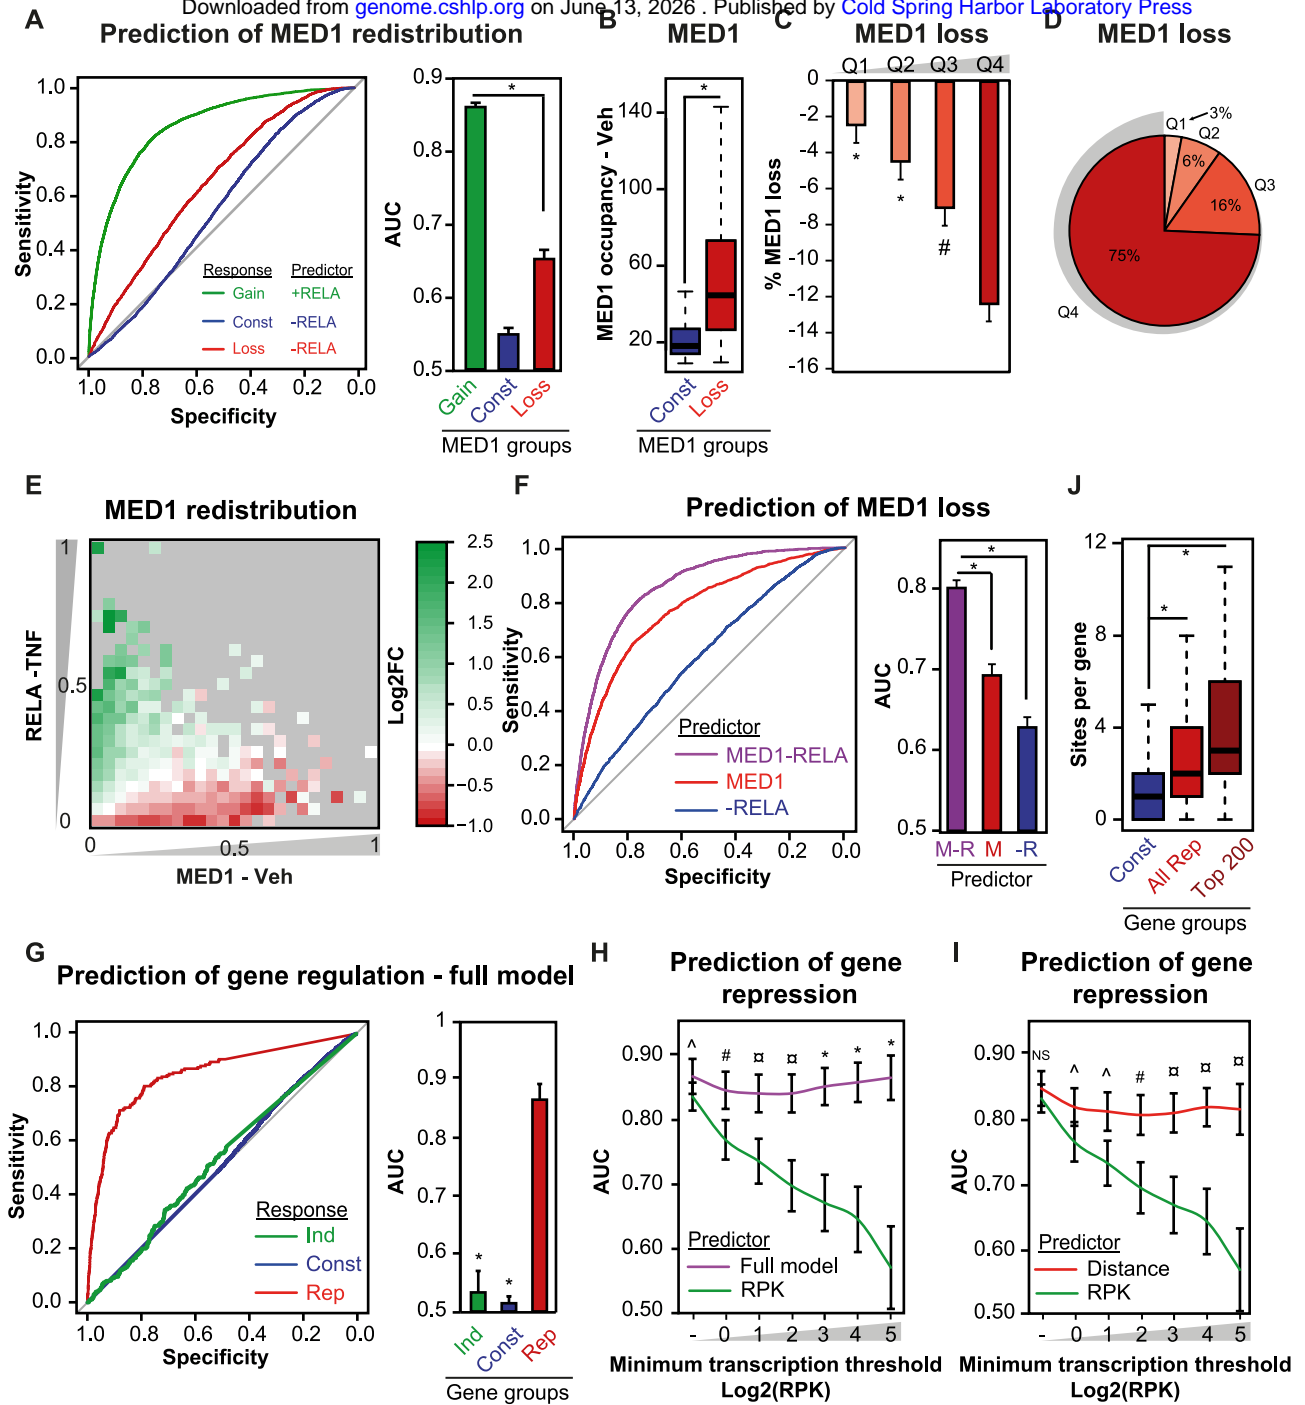 Downloaded from genome.cshlp.org on June 13, 2026 . Published by Cold Spring Harbor Laboratory Press
A
Prediction of MED1 redistribution
Sensitivity
1.0
0.8
0.6
0.4
0.2
0.0
Response Predictor
Gain +RELA
Const -RELA
Loss -RELA
1.0 0.8 0.6 0.4 0.2 0.0
Specificity
AUC
0.9
0.8
0.7
0.6
0.5
*
Gain Const Loss
MED1 groups
B
MED1
MED1 occupancy - Veh
140
100
60
20
*
Const Loss
MED1 groups
C
MED1 loss
Q1 Q2 Q3 Q4
% MED1 loss
0
-2
-4
-6
-8
-10
-12
-14
-16
* * #
D
MED1 loss
Q1 3%
Q2
6%
Q3
16%
75%
Q4
E
MED1 redistribution
RELA -TNF
1
0.5
0
0 0.5 1
MED1 - Veh
Log2FC
2.5
2.0
1.5
1.0
0.5
0.0
−0.5
−1.0
F
Prediction of MED1 loss
Sensitivity
1.0
0.8
0.6
0.4
0.2
0.0
Predictor
MED1-RELA
MED1
-RELA
1.0 0.8 0.6 0.4 0.2 0.0
Specificity
AUC
0.8
0.7
0.6
0.5
*
*
M-R M -R
Predictor
J
Sites per gene
12
8
4
0
*
*
Const All Rep Top 200
Gene groups
G
Prediction of gene regulation - full model
Sensitivity
1.0
0.8
0.6
0.4
0.2
0.0
Response
Ind
Const
Rep
1.0 0.8 0.6 0.4 0.2 0.0
Specificity
AUC
1
0.9
0.8
0.7
0.6
0.5
* *
Ind Const Rep
Gene groups
H
Prediction of gene
repression
AUC
0.90
0.80
0.70
0.60
0.50
^ # ¤ ¤ * * *
Predictor
Full model
RPK
- 0 1 2 3 4 5
Minimum transcription threshold
Log2(RPK)
I
Prediction of gene
repression
AUC
0.90
0.80
0.70
0.60
0.50
NS ^ ^ # ¤ ¤ ¤
Predictor
Distance
RPK
- 0 1 2 3 4 5
Minimum transcription threshold
Log2(RPK)